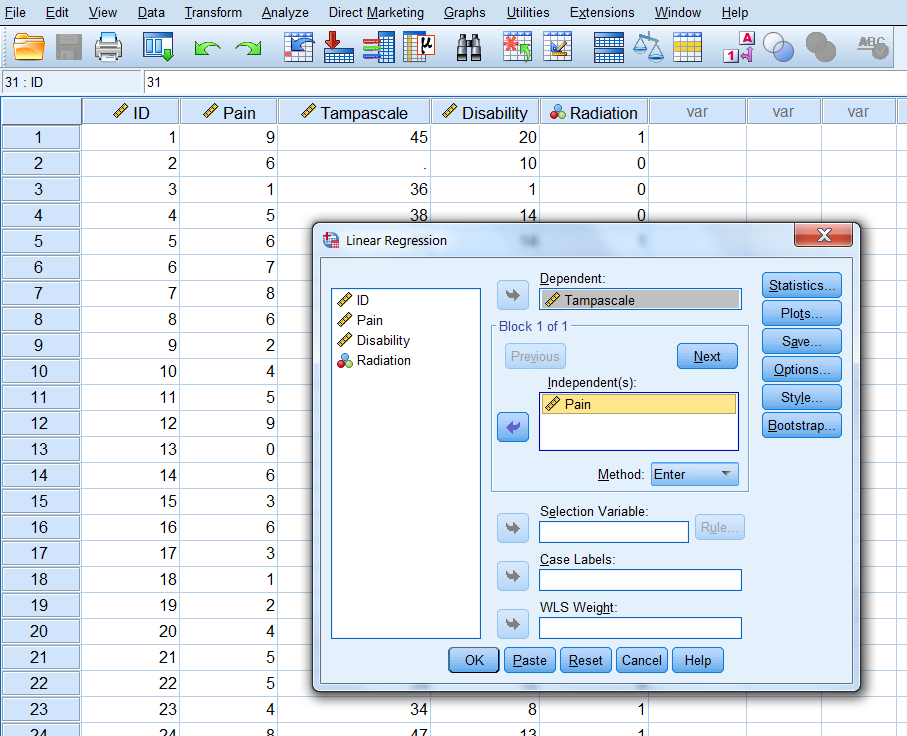 File Edit View Data Transform Analyze Direct Marketing Graphs Utilities Extensions Window Help
1 A
ABC
31 : ID 31
ID Pain Tampascale Disability Radiation var var var
1 1 9 45 20 1
2 2 6 . 10 0
3 3 1 36 1 0
4 4 5 38 14 0
5 5 6
6 6 7
7 7 8
8 8 6
9 9 2
10 10 4
11 11 5
12 12 9
13 13 0
14 14 6
15 15 3
16 16 6
17 17 3
18 18 1
19 19 2
20 20 4
21 21 5
22 22 5
23 23 4 34 8 1
24 24 8 47 13 1
Linear Regression
ID
Pain
Disability
Radiation
Dependent:
Tampascale
Block 1 of 1
Previous Next
Independent(s):
Pain
Method: Enter
Selection Variable:
Rule...
Case Labels:
WLS Weight:
Statistics...
Plots...
Save...
Options...
Style...
Bootstrap...
OK Paste Reset Cancel Help